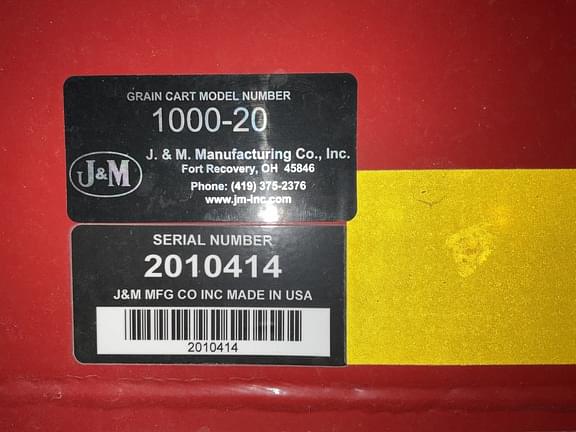 GRAIN CART MODEL NUMBER
1000-20
J&M
J. & M. Manufacturing Co., Inc.
Fort Recovery, OH 45846
Phone: (419) 375-2376
www.jm-inc.com
SERIAL NUMBER
2010414
J&M MFG CO INC MADE IN USA
2010414